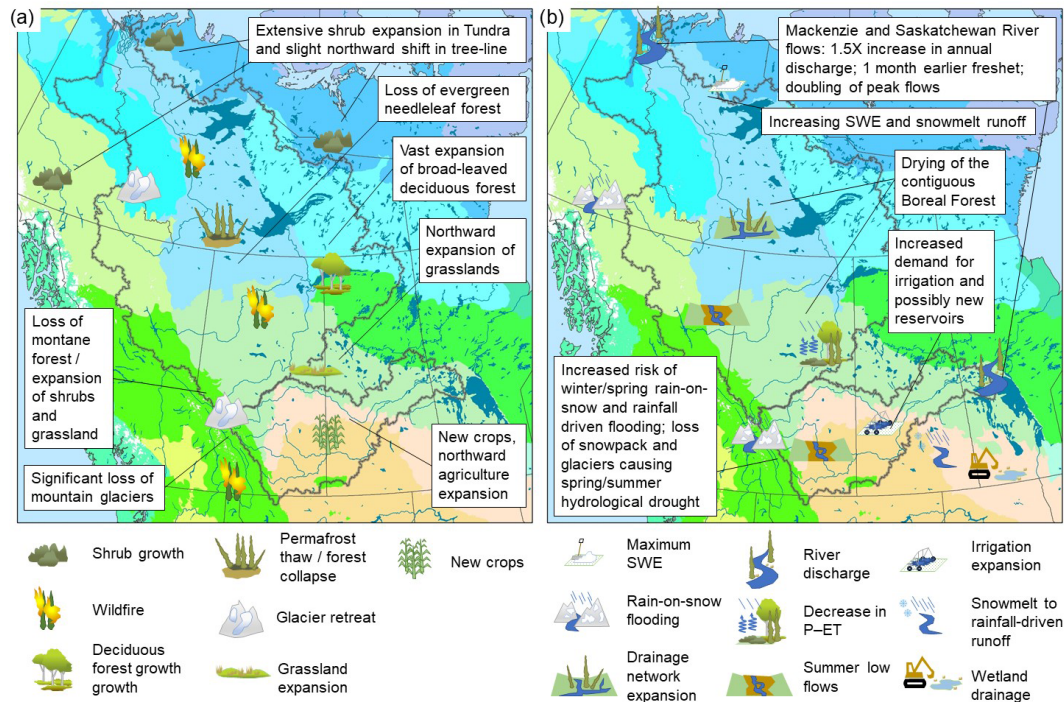 (a)
Extensive shrub expansion in Tundra
and slight northward shift in tree-line
Loss of evergreen
needleleaf forest
Vast expansion
of broad-leaved
deciduous forest
Northward
expansion of
grasslands
Loss of
montane
forest /
expansion
of shrubs
and
grassland
Significant loss of
mountain glaciers
New crops,
northward
agriculture
expansion
Shrub growth
Permafrost
thaw / forest
collapse
New crops
Wildfire
Glacier retreat
Deciduous
forest growth
growth
Grassland
expansion
(b)
Mackenzie and Saskatchewan River
flows: 1.5X increase in annual
discharge; 1 month earlier freshet;
doubling of peak flows
Increasing SWE and snowmelt runoff
Drying of the
contiguous
Boreal Forest
Increased
demand for
irrigation and
possibly new
reservoirs
Increased risk of
winter/spring rain-on-
snow and rainfall
driven flooding; loss
of snowpack and
glaciers causing
spring/summer
hydrological drought
Maximum
SWE
River
discharge
Irrigation
expansion
Rain-on-snow
flooding
Decrease in
P–ET
Snowmelt to
rainfall-driven
runoff
Drainage
network
expansion
Summer low
flows
Wetland
drainage